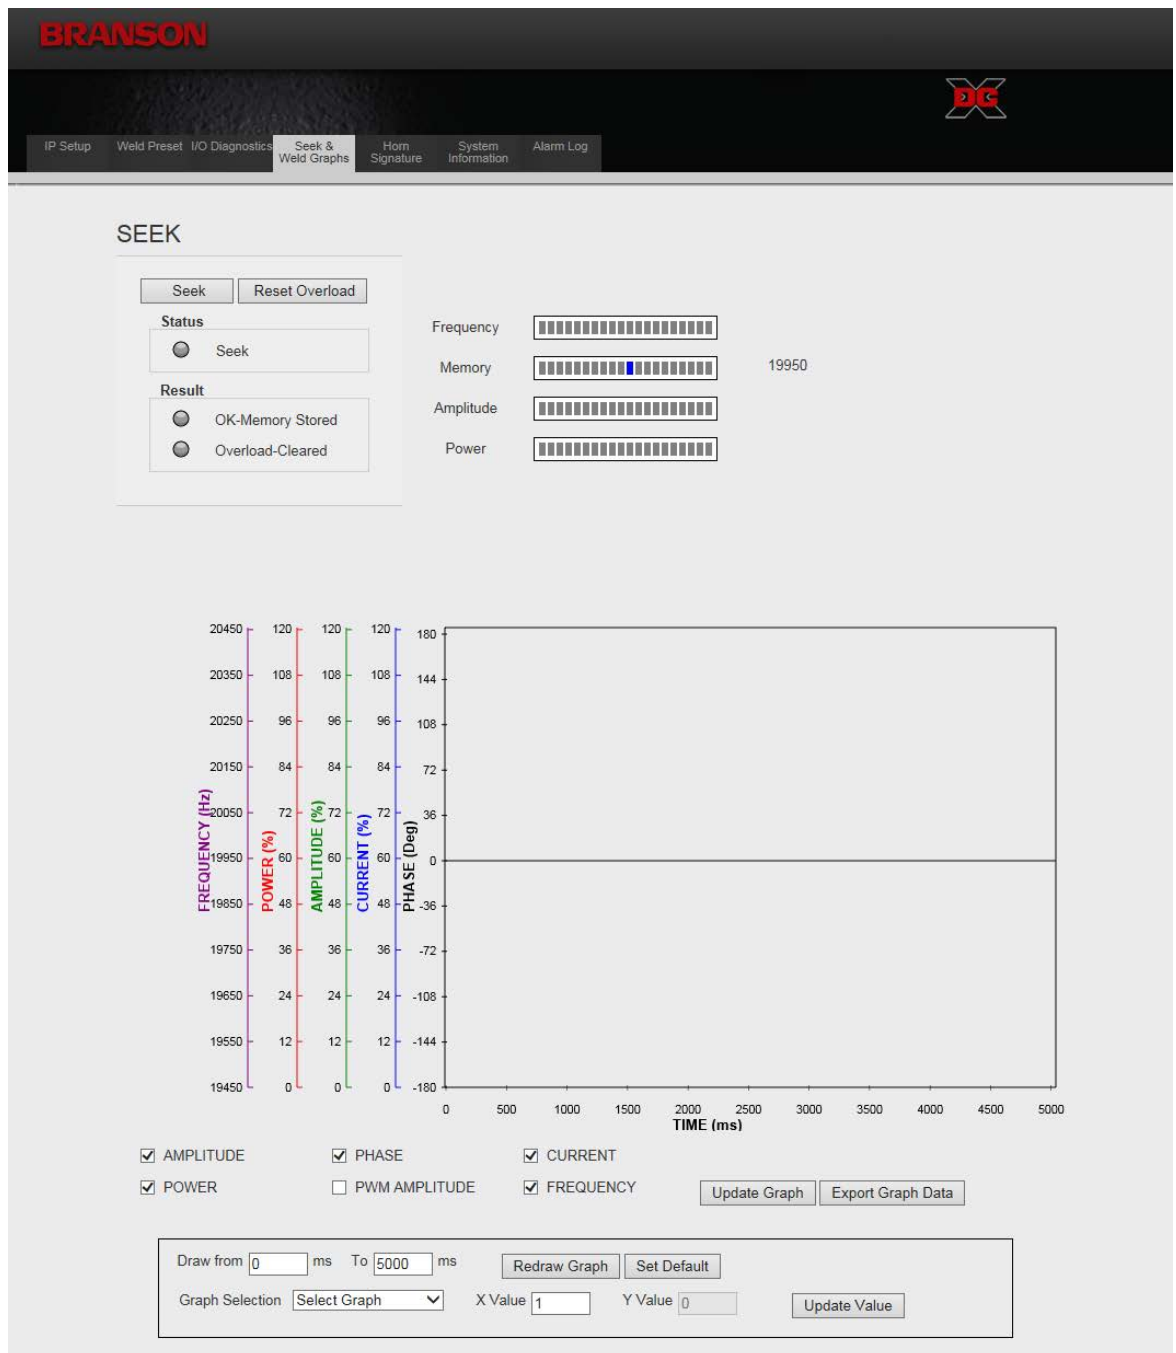 BRANSON
DGX
IP Setup Weld Preset I/O Diagnostics Seek & Weld Graphs Horn Signature System Information Alarm Log
SEEK
Seek Reset Overload
Status
Seek
Result
OK-Memory Stored
Overload-Cleared
Frequency
Memory 19950
Amplitude
Power
20450 120 120 120 180
20350 108 108 108 144
20250 96 96 96 108
20150 84 84 84 72
20050 72 72 72 36
19950 60 60 60 0
19850 48 48 48 -36
19750 36 36 36 -72
19650 24 24 24 -108
19550 12 12 12 -144
19450 0 0 0 -180
FREQUENCY (Hz)
POWER (%)
AMPLITUDE (%)
CURRENT (%)
PHASE (Deg)
0 500 1000 1500 2000 2500 3000 3500 4000 4500 5000
TIME (ms)
AMPLITUDE PHASE CURRENT
POWER PWM AMPLITUDE FREQUENCY Update Graph Export Graph Data
Draw from 0 ms To 5000 ms Redraw Graph Set Default
Graph Selection Select Graph X Value 1 Y Value 0 Update Value